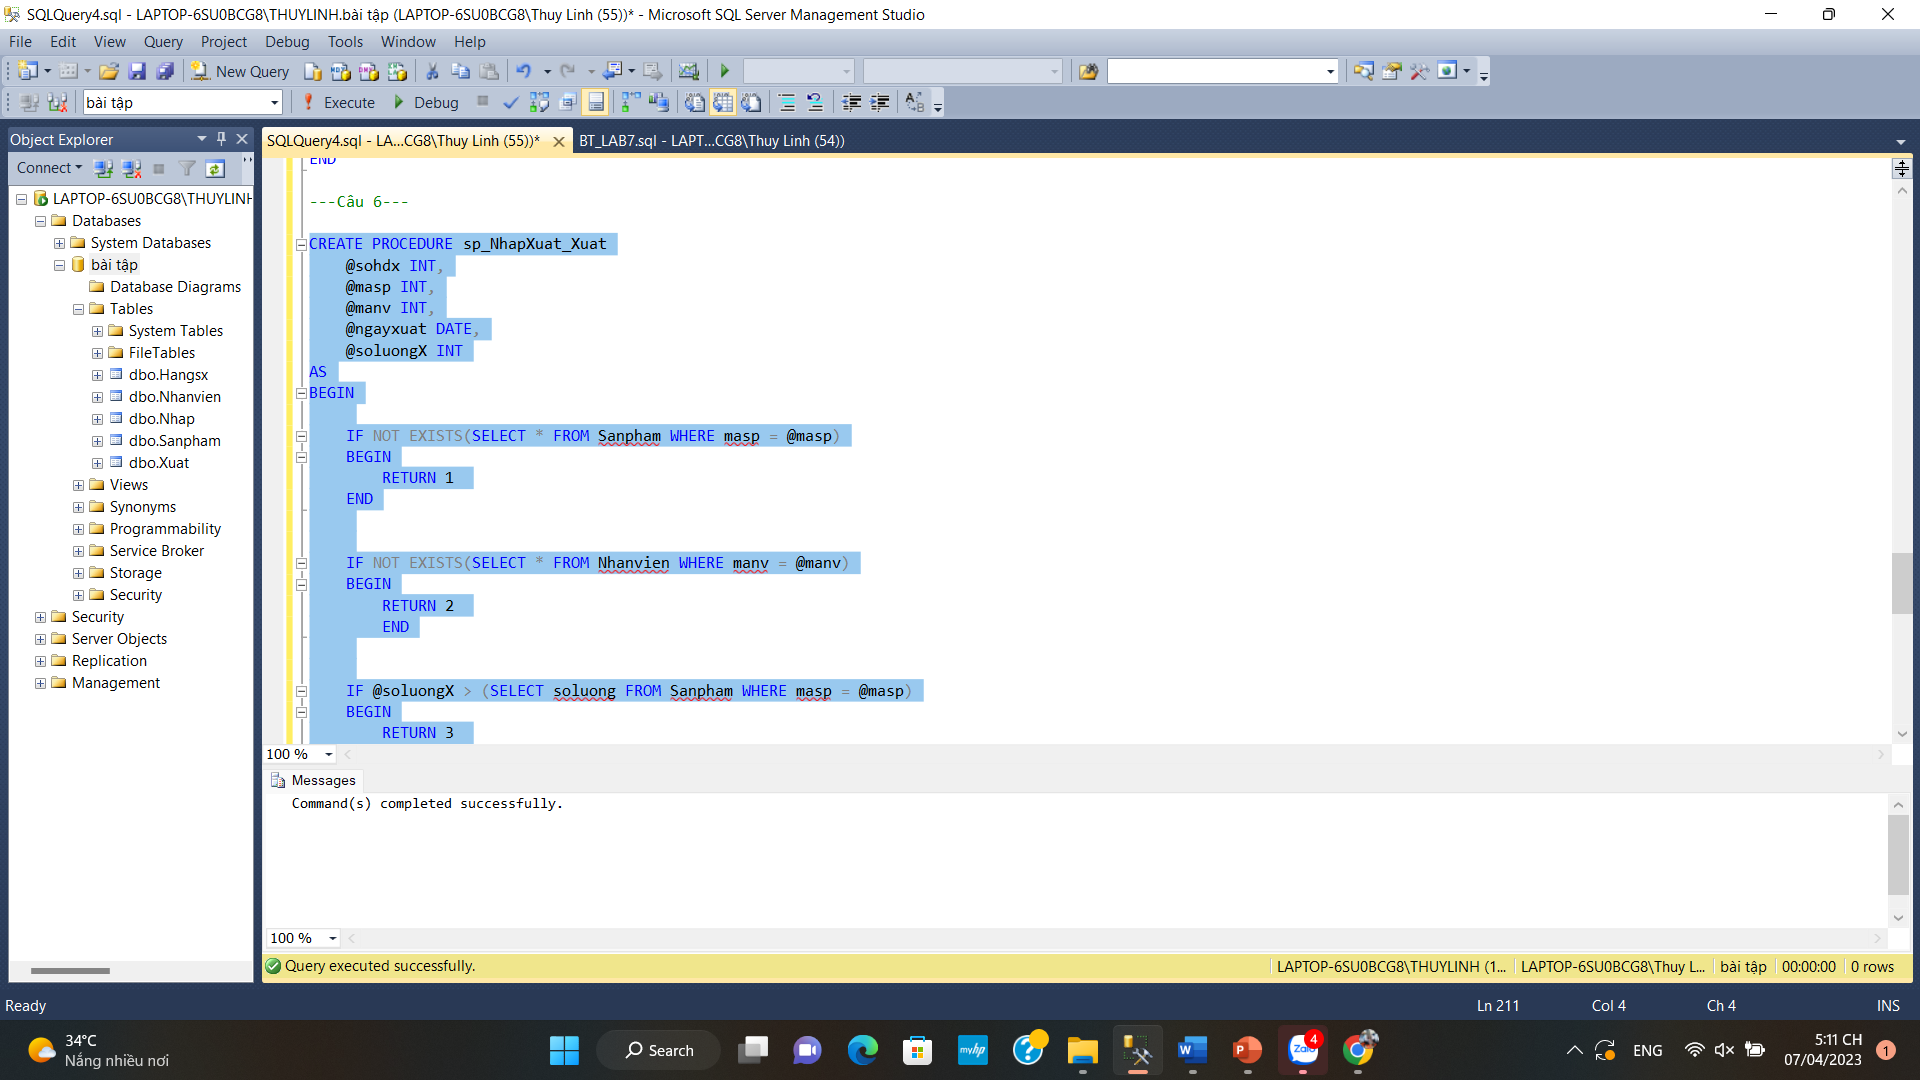 SQLQuery4.sql - LAPTOP-6SU0BCG8\THUYLINH.bài tập (LAPTOP-6SU0BCG8\Thuy Linh (55))* - Microsoft SQL Server Management Studio
File Edit View Query Project Debug Tools Window Help
New Query
bài tập Execute Debug
Object Explorer
Connect
LAPTOP-6SU0BCG8\THUYLINH
Databases
System Databases
bài tập
Database Diagrams
Tables
System Tables
FileTables
dbo.Hangsx
dbo.Nhanvien
dbo.Nhap
dbo.Sanpham
dbo.Xuat
Views
Synonyms
Programmability
Service Broker
Storage
Security
Security
Server Objects
Replication
Management
SQLQuery4.sql - LA...CG8\Thuy Linh (55))* BT_LAB7.sql - LAPT...CG8\Thuy Linh (54))
END
---Câu 6---
CREATE PROCEDURE sp_NhapXuat_Xuat
@sohdx INT,
@masp INT,
@manv INT,
@ngayxuat DATE,
@soluongX INT
AS
BEGIN
IF NOT EXISTS(SELECT * FROM Sanpham WHERE masp = @masp)
BEGIN
RETURN 1
END
IF NOT EXISTS(SELECT * FROM Nhanvien WHERE manv = @manv)
BEGIN
RETURN 2
END
IF @soluongX > (SELECT soluong FROM Sanpham WHERE masp = @masp)
BEGIN
RETURN 3
100 %
Messages
Command(s) completed successfully.
100 %
Query executed successfully. LAPTOP-6SU0BCG8\THUYLINH (1... LAPTOP-6SU0BCG8\Thuy L... bài tập 00:00:00 0 rows
Ready Ln 211 Col 4 Ch 4 INS
34°C
Nắng nhiều nơi
Search
myhp
Zalo
4
ENG
5:11 CH
07/04/2023
1